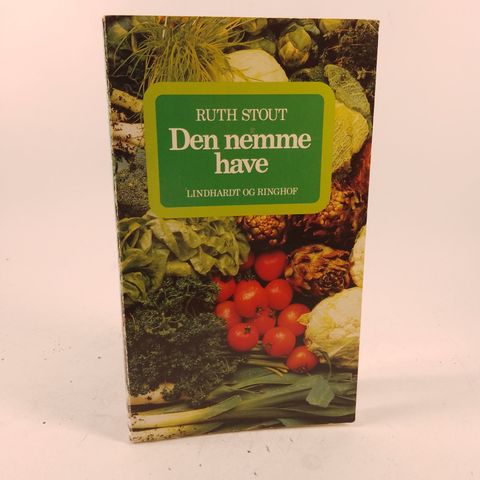 RUTH STOUT
Den nemme
have
LINDHARDT OG RINGHOF